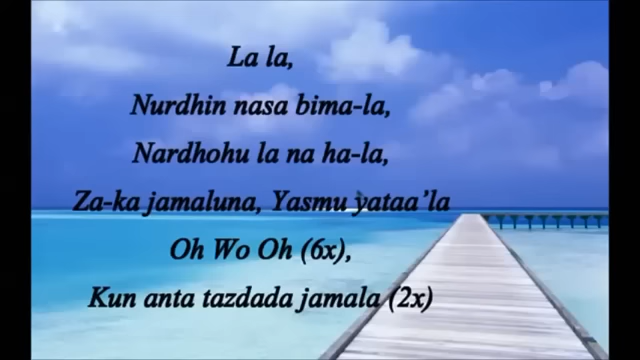 La la,
Nurdhin nasa bima-la,
Nardhohu la na ha-la,
Za-ka jamaluna, Yasmu yataa’la
Oh Wo Oh (6x),
Kun anta tazdada jamala (2x)